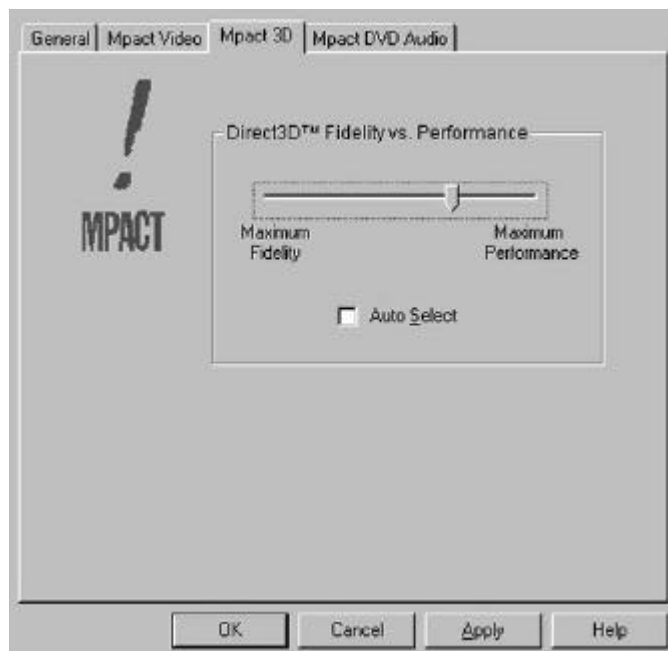 General Mpact Video Mpact 3D Mpact DVD Audio
! MPACT
Direct3D™ Fidelity vs. Performance
Maximum Fidelity
Maximum Performance
Auto Select
OK Cancel Apply Help